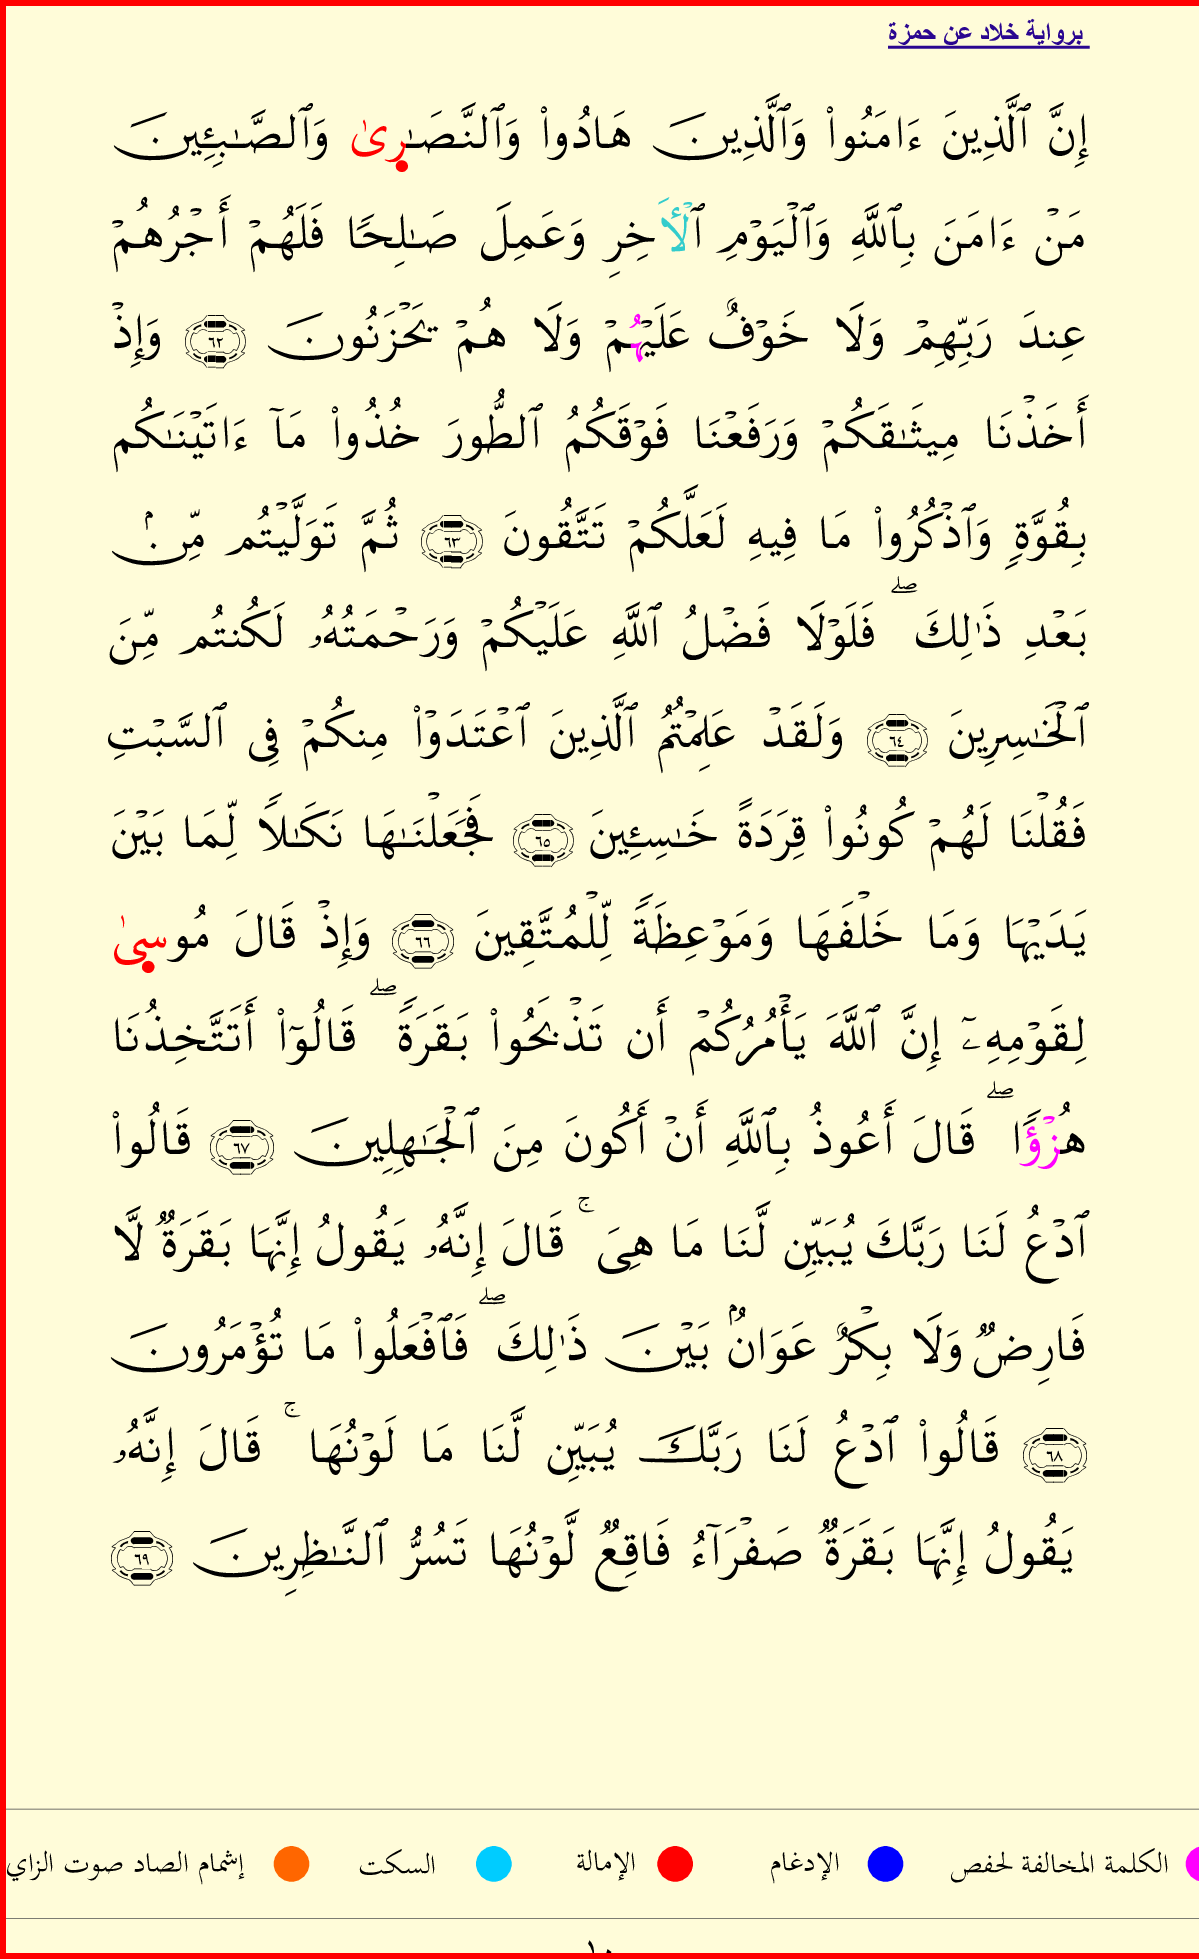 برواية خلاد عن حمزة
إِنَّ ٱلَّذِينَ ءَامَنُوا۟ وَٱلَّذِينَ هَادُوا۟ وَٱلنَّصَـٰرِىٰ وَٱلصَّـٰبِـِٔينَ
مَنْ ءَامَنَ بِٱللَّهِ وَٱلْيَوْمِ ٱلْأَخِرِ وَعَمِلَ صَـٰلِحًا فَلَهُمْ أَجْرُهُمْ
عِندَ رَبِّهِمْ وَلَا خَوْفٌ عَلَيْهُمْ وَلَا هُمْ يَحْزَنُونَ ٦٢ وَإِذْ
أَخَذْنَا مِيثَـٰقَكُمْ وَرَفَعْنَا فَوْقَكُمُ ٱلطُّورَ خُذُوا۟ مَآ ءَاتَيْنَـٰكُم
بِقُوَّةٍ وَٱذْكُرُوا۟ مَا فِيهِ لَعَلَّكُمْ تَتَّقُونَ ٦٣ ثُمَّ تَوَلَّيْتُم مِّنۢ
بَعْدِ ذَٰلِكَ ۖ فَلَوْلَا فَضْلُ ٱللَّهِ عَلَيْكُمْ وَرَحْمَتُهُۥ لَكُنتُم مِّنَ
ٱلْخَـٰسِرِينَ ٦٤ وَلَقَدْ عَلِمْتُمُ ٱلَّذِينَ ٱعْتَدَوْا۟ مِنكُمْ فِى ٱلسَّبْتِ
فَقُلْنَا لَهُمْ كُونُوا۟ قِرَدَةً خَـٰسِـِٔينَ ٦٥ فَجَعَلْنَـٰهَا نَكَـٰلًا لِّمَا بَيْنَ
يَدَيْهَا وَمَا خَلْفَهَا وَمَوْعِظَةً لِّلْمُتَّقِينَ ٦٦ وَإِذْ قَالَ مُوسِىٰ
لِقَوْمِهِۦٓ إِنَّ ٱللَّهَ يَأْمُرُكُمْ أَن تَذْبَحُوا۟ بَقَرَةً ۖ قَالُوٓا۟ أَتَتَّخِذُنَا
هُزْؤًا ۖ قَالَ أَعُوذُ بِٱللَّهِ أَنْ أَكُونَ مِنَ ٱلْجَـٰهِلِينَ ٦٧ قَالُوا۟
ٱدْعُ لَنَا رَبَّكَ يُبَيِّن لَّنَا مَا هِىَ ۚ قَالَ إِنَّهُۥ يَقُولُ إِنَّهَا بَقَرَةٌ لَّا
فَارِضٌ وَلَا بِكْرٌ عَوَانٌۢ بَيْنَ ذَٰلِكَ ۖ فَٱفْعَلُوا۟ مَا تُؤْمَرُونَ
٦٨ قَالُوا۟ ٱدْعُ لَنَا رَبَّكَ يُبَيِّن لَّنَا مَا لَوْنُهَا ۚ قَالَ إِنَّهُۥ
يَقُولُ إِنَّهَا بَقَرَةٌ صَفْرَآءُ فَاقِعٌ لَّوْنُهَا تَسُرُّ ٱلنَّـٰظِرِينَ ٦٩
الكلمة المخالفة لحفص الإدغام الإمالة السكت إشمام الصاد صوت الزاي
١٠